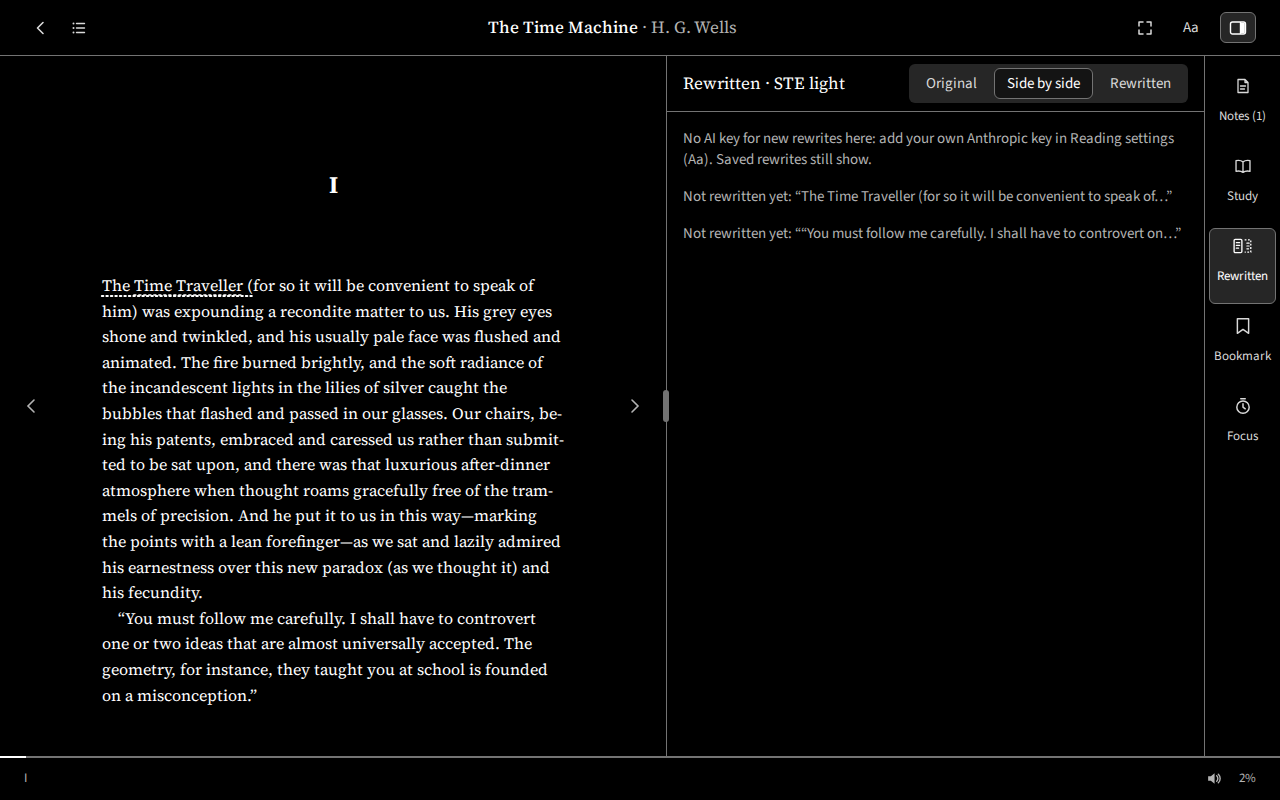 The Time Machine · H. G. Wells
Aa
Rewritten · STE light
Original
Side by side
Rewritten
No AI key for new rewrites here: add your own Anthropic key in Reading settings
(Aa). Saved rewrites still show.
Not rewritten yet: “The Time Traveller (for so it will be convenient to speak of…”
Not rewritten yet: ““You must follow me carefully. I shall have to controvert on…”
Notes (1)
Study
Rewritten
Bookmark
Focus
I
The Time Traveller (for so it will be convenient to speak of
him) was expounding a recondite matter to us. His grey eyes
shone and twinkled, and his usually pale face was flushed and
animated. The fire burned brightly, and the soft radiance of
the incandescent lights in the lilies of silver caught the
bubbles that flashed and passed in our glasses. Our chairs, be-
ing his patents, embraced and caressed us rather than submit-
ted to be sat upon, and there was that luxurious after-dinner
atmosphere when thought roams gracefully free of the tram-
mels of precision. And he put it to us in this way—marking
the points with a lean forefinger—as we sat and lazily admired
his earnestness over this new paradox (as we thought it) and
his fecundity.
“You must follow me carefully. I shall have to controvert
one or two ideas that are almost universally accepted. The
geometry, for instance, they taught you at school is founded
on a misconception.”
I
2%